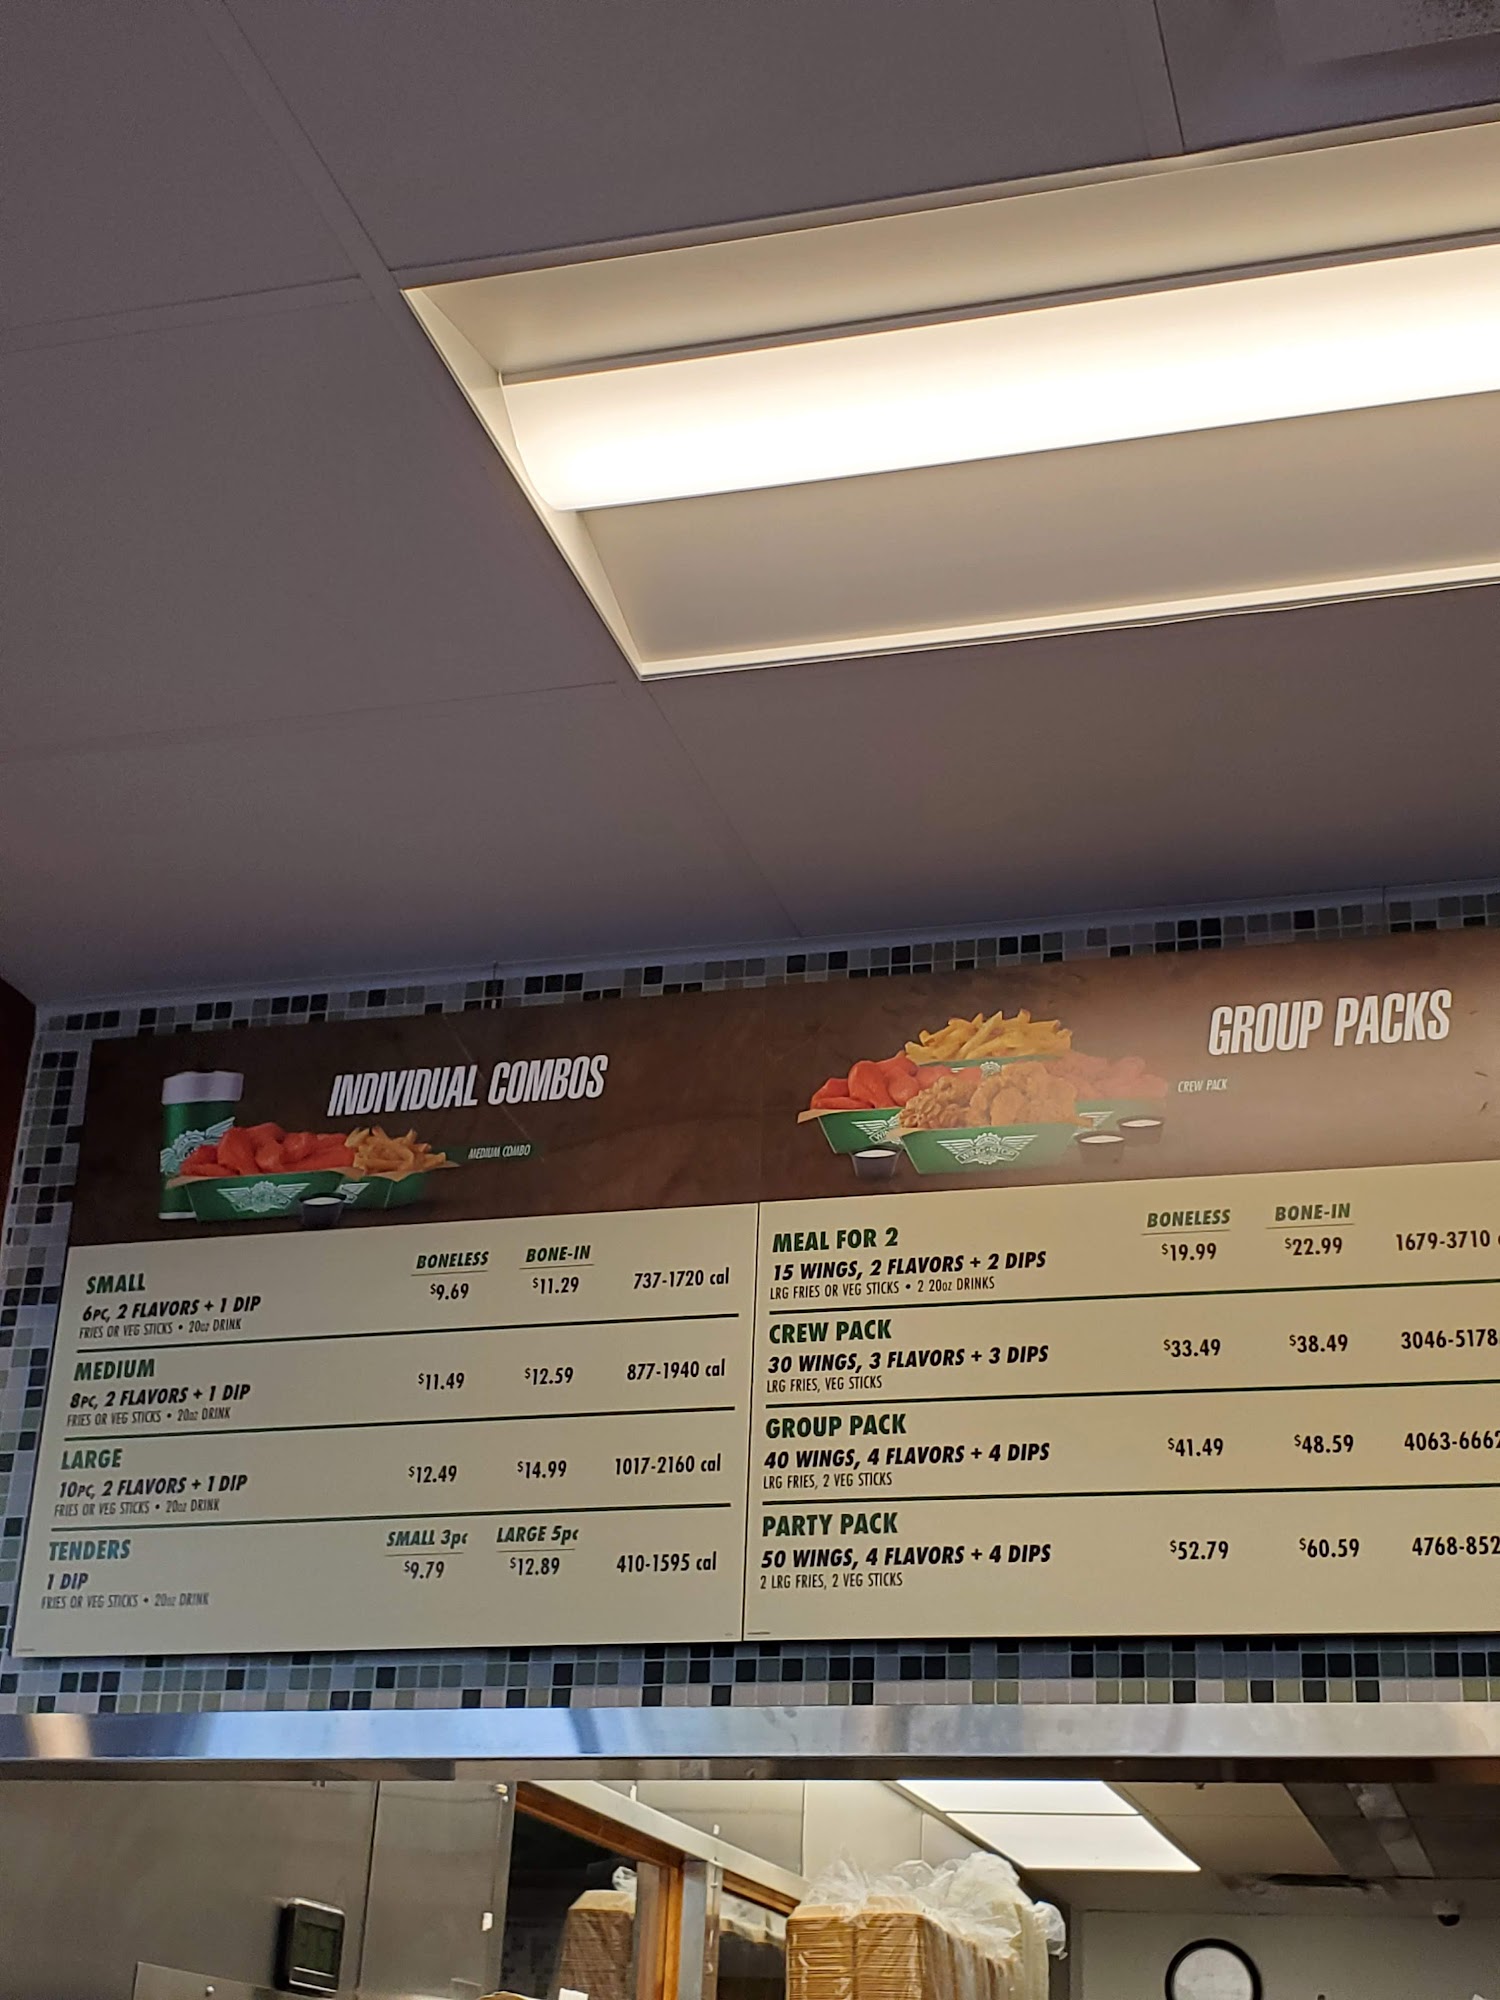 INDIVIDUAL COMBOS
MEDIUM COMBO
BONELESS BONE-IN
SMALL $9.69 $11.29 737-1720 cal
6PC, 2 FLAVORS + 1 DIP
FRIES OR VEG STICKS • 20oz DRINK
MEDIUM $11.49 $12.59 877-1940 cal
8PC, 2 FLAVORS + 1 DIP
FRIES OR VEG STICKS • 20oz DRINK
LARGE $12.49 $14.99 1017-2160 cal
10PC, 2 FLAVORS + 1 DIP
FRIES OR VEG STICKS • 20oz DRINK
SMALL 3pc LARGE 5pc
TENDERS $9.79 $12.89 410-1595 cal
1 DIP
FRIES OR VEG STICKS • 20oz DRINK
GROUP PACKS
CREW PACK
WING·STOP
BONELESS BONE-IN
MEAL FOR 2 $19.99 $22.99 1679-3710
15 WINGS, 2 FLAVORS + 2 DIPS
LRG FRIES OR VEG STICKS • 2 20oz DRINKS
CREW PACK $33.49 $38.49 3046-5178
30 WINGS, 3 FLAVORS + 3 DIPS
LRG FRIES, VEG STICKS
GROUP PACK $41.49 $48.59 4063-6662
40 WINGS, 4 FLAVORS + 4 DIPS
LRG FRIES, 2 VEG STICKS
PARTY PACK $52.79 $60.59 4768-852
50 WINGS, 4 FLAVORS + 4 DIPS
2 LRG FRIES, 2 VEG STICKS